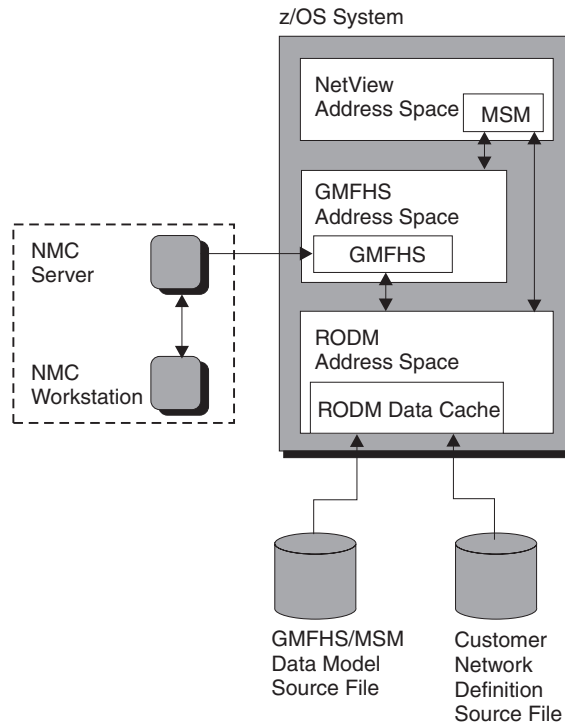 z/OS System
NetView
Address Space
MSM
GMFHS
Address Space
GMFHS
NMC
Server
NMC
Workstation
RODM
Address Space
RODM Data Cache
GMFHS/MSM
Data Model
Source File
Customer
Network
Definition
Source File